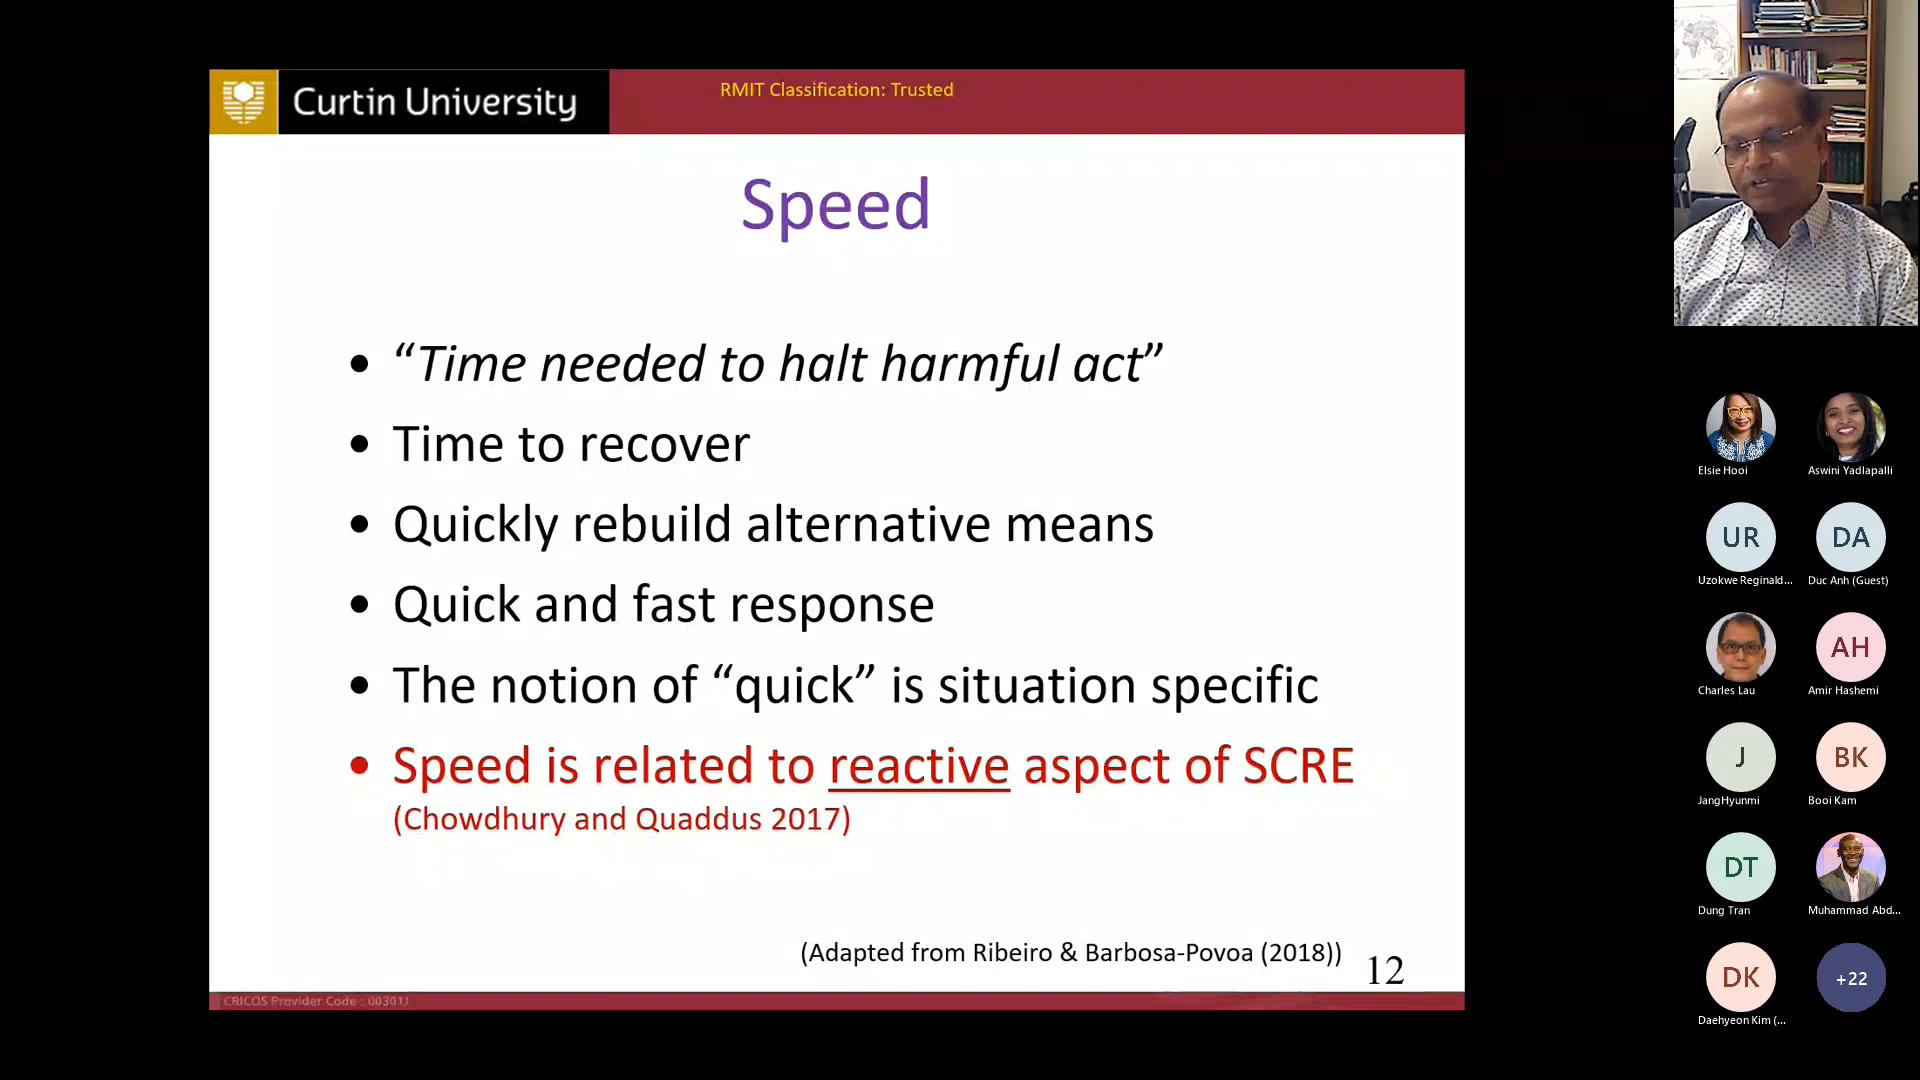 Curtin University
RMIT Classification: Trusted
Speed
• “Time needed to halt harmful act”
• Time to recover
• Quickly rebuild alternative means
• Quick and fast response
• The notion of “quick” is situation specific
• Speed is related to reactive aspect of SCRE
(Chowdhury and Quaddus 2017)
(Adapted from Ribeiro & Barbosa-Povoa (2018))
12
CRICOS Provider Code : 00301J
Elsie Hooi
Aswini Yadlapalli
UR
DA
Uzokwe Reginald...
Duc Anh (Guest)
AH
Charles Lau
Amir Hashemi
J
BK
JangHyunmi
Booi Kam
DT
Dung Tran
Muhammad Abd...
DK
+22
Daehyeon Kim (...